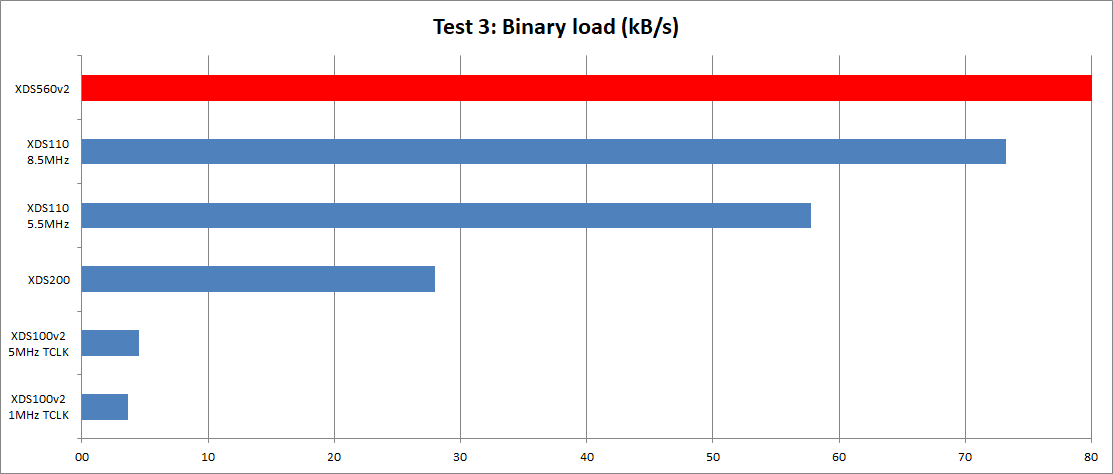 Test 3: Binary load (kB/s)
XDS560v2
XDS110
8.5MHz
XDS110
5.5MHz
XDS200
XDS100v2
5MHz TCLK
XDS100v2
1MHz TCLK
00 10 20 30 40 50 60 70 80